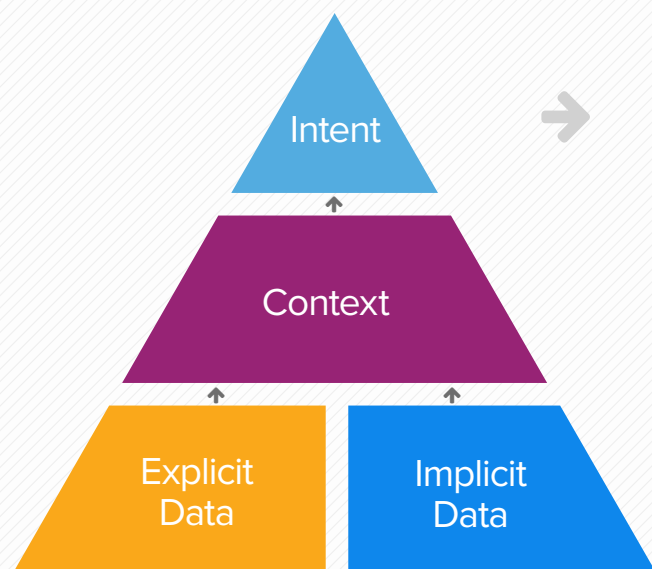 Intent
Context
Explicit
Data
Implicit
Data